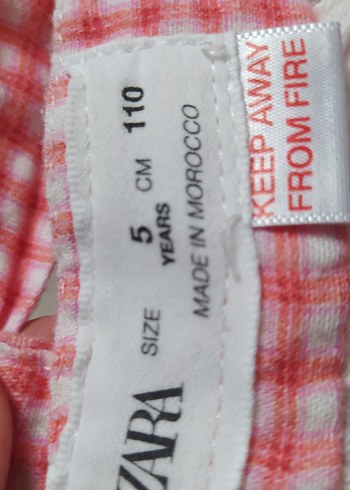 ZARA
SIZE 5 YEARS CM 110
MADE IN MOROCCO
KEEP AWAY
FROM FIRE